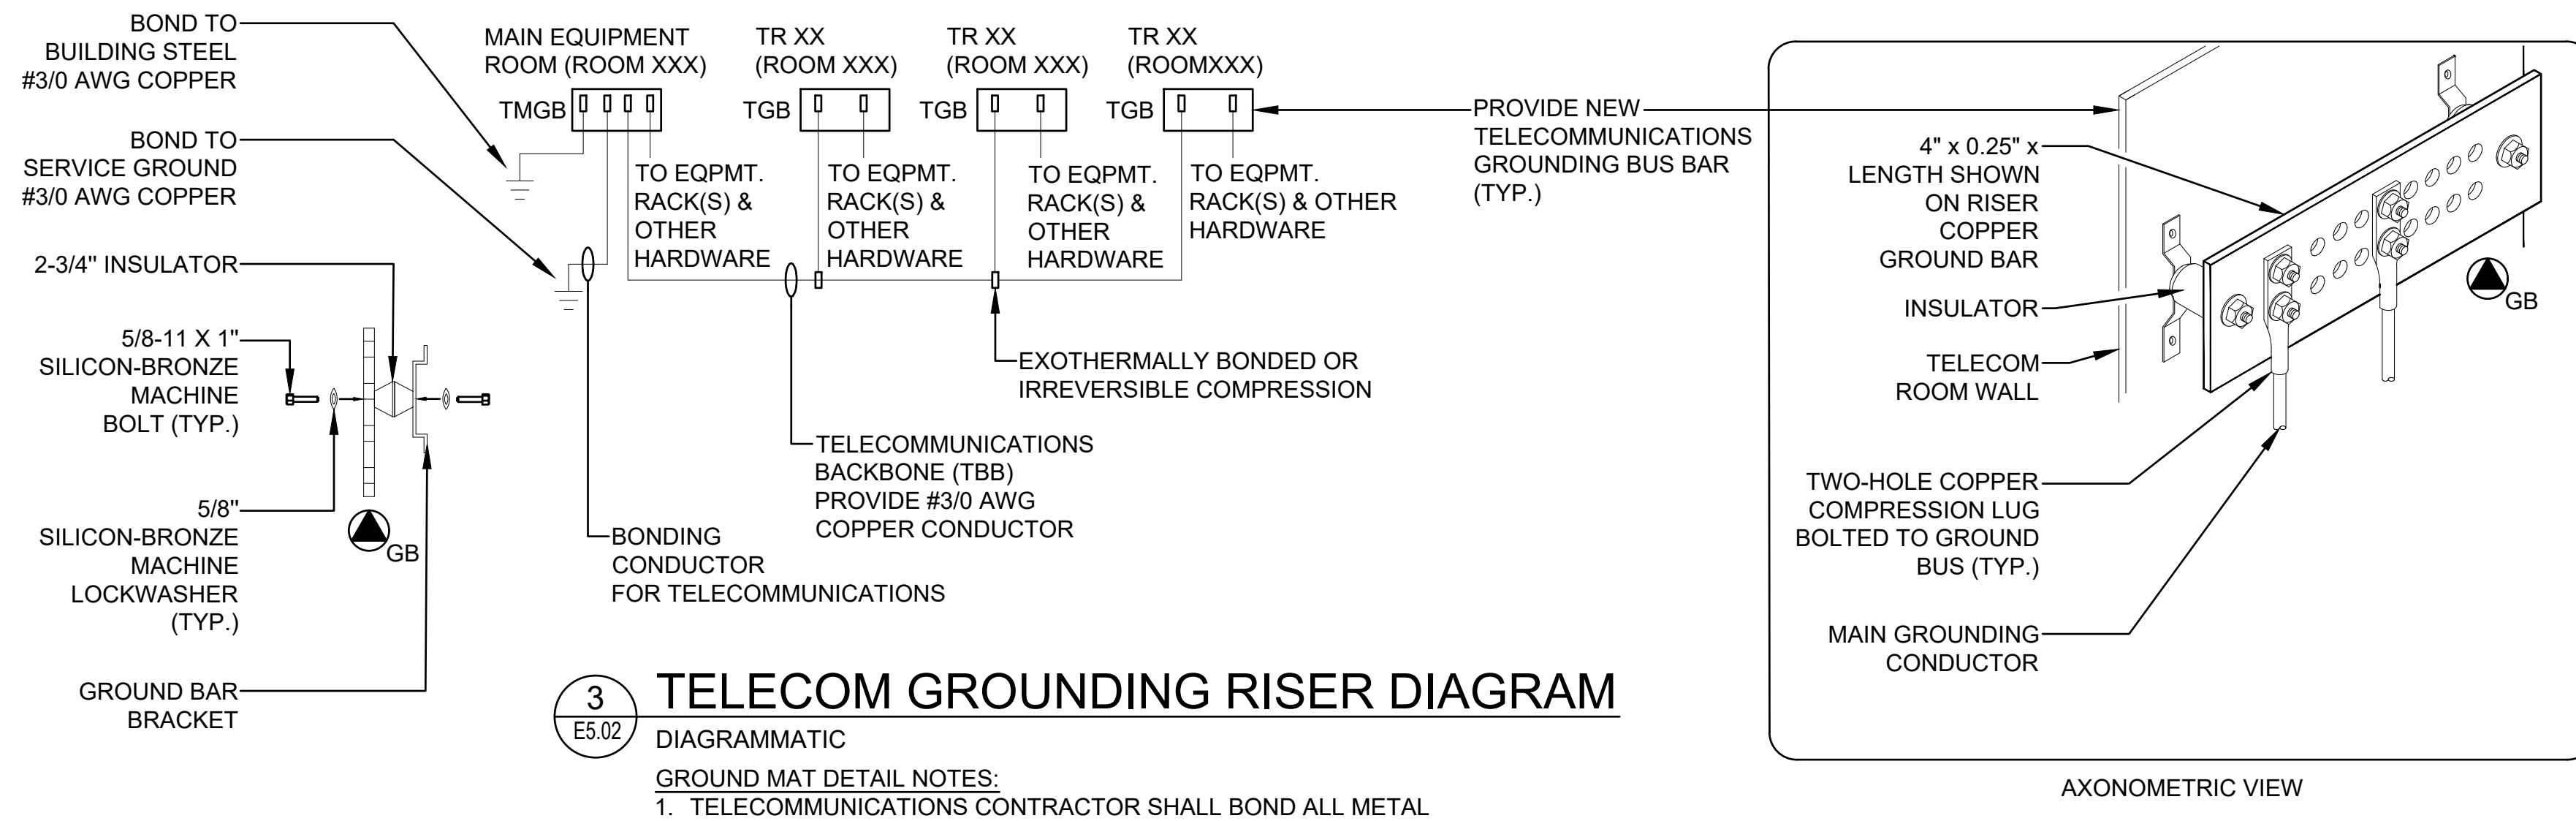 BOND TO
BUILDING STEEL
#3/0 AWG COPPER
BOND TO
SERVICE GROUND
#3/0 AWG COPPER
2-3/4" INSULATOR
5/8-11 X 1"
SILICON-BRONZE
MACHINE
BOLT (TYP.)
5/8"
SILICON-BRONZE
MACHINE
LOCKWASHER
(TYP.)
GROUND BAR
BRACKET
GB
MAIN EQUIPMENT
ROOM (ROOM XXX)
TMGB
TO EQPMT.
RACK(S) &
OTHER
HARDWARE
TR XX
(ROOM XXX)
TGB
TO EQPMT.
RACK(S) &
OTHER
HARDWARE
TR XX
(ROOM XXX)
TGB
TO EQPMT.
RACK(S) &
OTHER
HARDWARE
TR XX
(ROOMXXX)
TGB
TO EQPMT.
RACK(S) & OTHER
HARDWARE
PROVIDE NEW
TELECOMMUNICATIONS
GROUNDING BUS BAR
(TYP.)
EXOTHERMALLY BONDED OR
IRREVERSIBLE COMPRESSION
TELECOMMUNICATIONS
BACKBONE (TBB)
PROVIDE #3/0 AWG
COPPER CONDUCTOR
BONDING
CONDUCTOR
FOR TELECOMMUNICATIONS
4" x 0.25" x
LENGTH SHOWN
ON RISER
COPPER
GROUND BAR
INSULATOR
TELECOM
ROOM WALL
TWO-HOLE COPPER
COMPRESSION LUG
BOLTED TO GROUND
BUS (TYP.)
MAIN GROUNDING
CONDUCTOR
GB
AXONOMETRIC VIEW
3
E5.02
TELECOM GROUNDING RISER DIAGRAM
DIAGRAMMATIC
GROUND MAT DETAIL NOTES:
1. TELECOMMUNICATIONS CONTRACTOR SHALL BOND ALL METAL